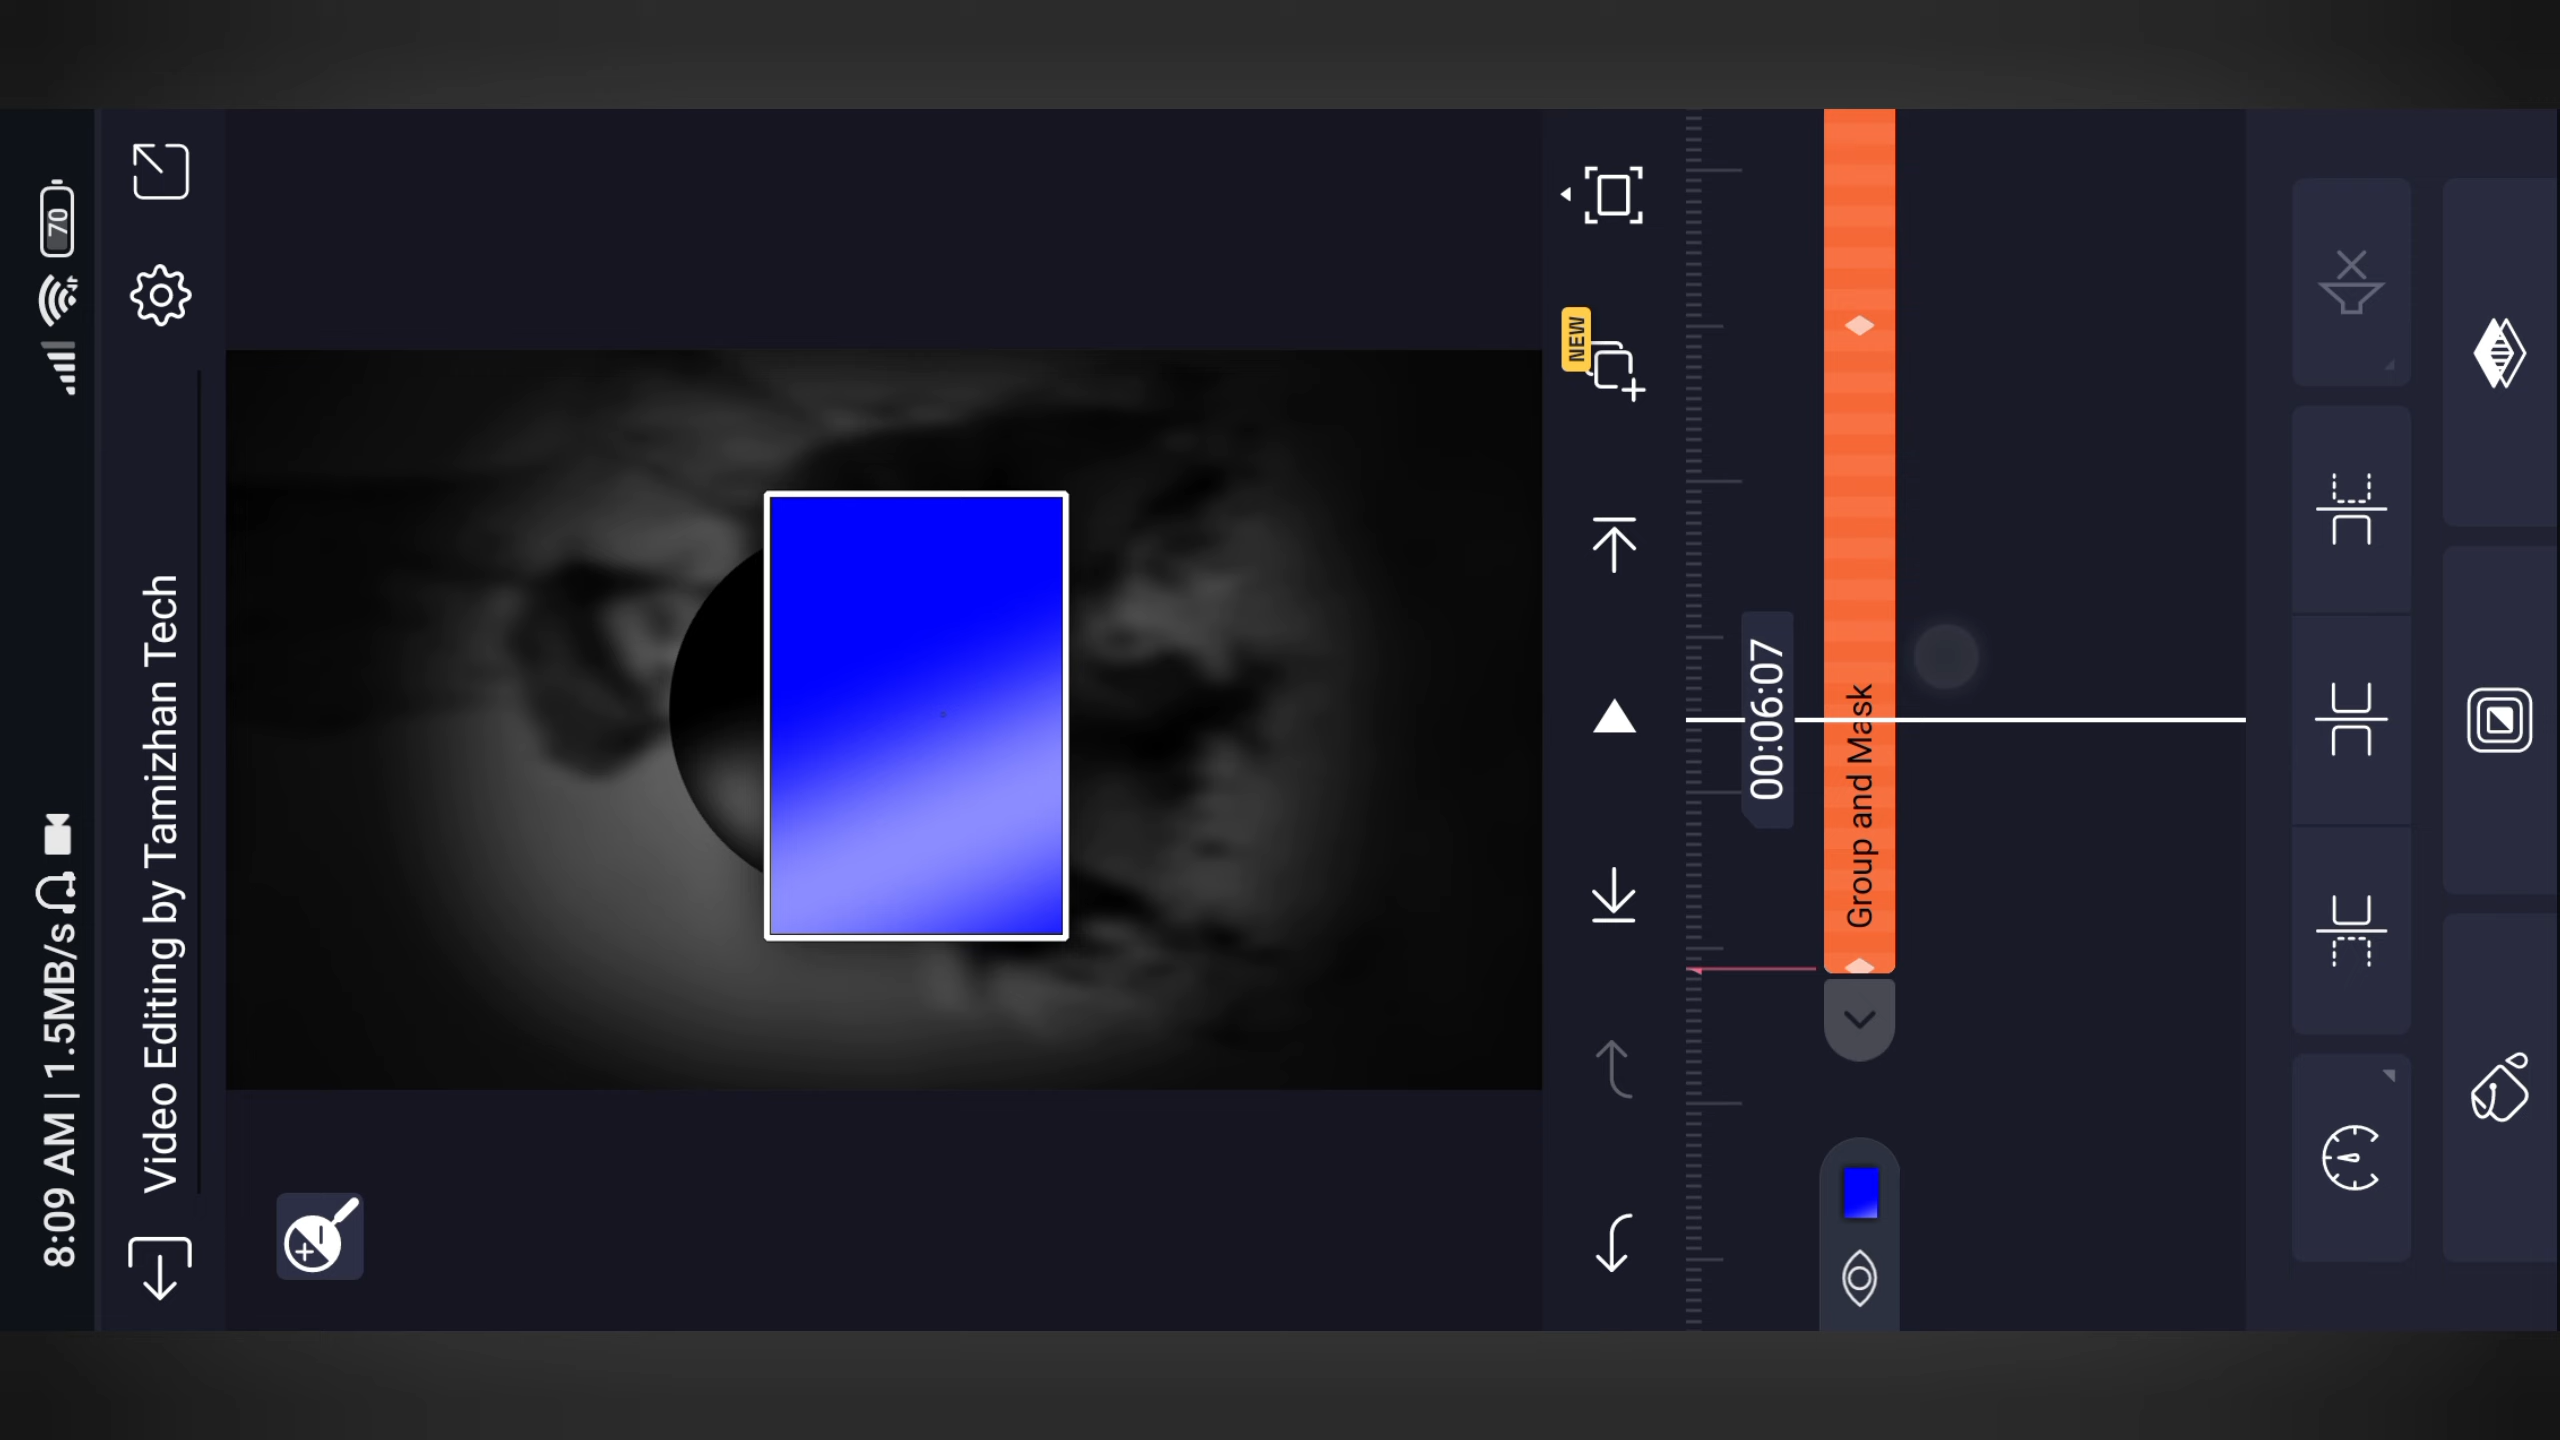 8:09 AM | 1.5MB/s
70
Video Editing by Tamizhan Tech
NEW
00:06:07
Group and Mask